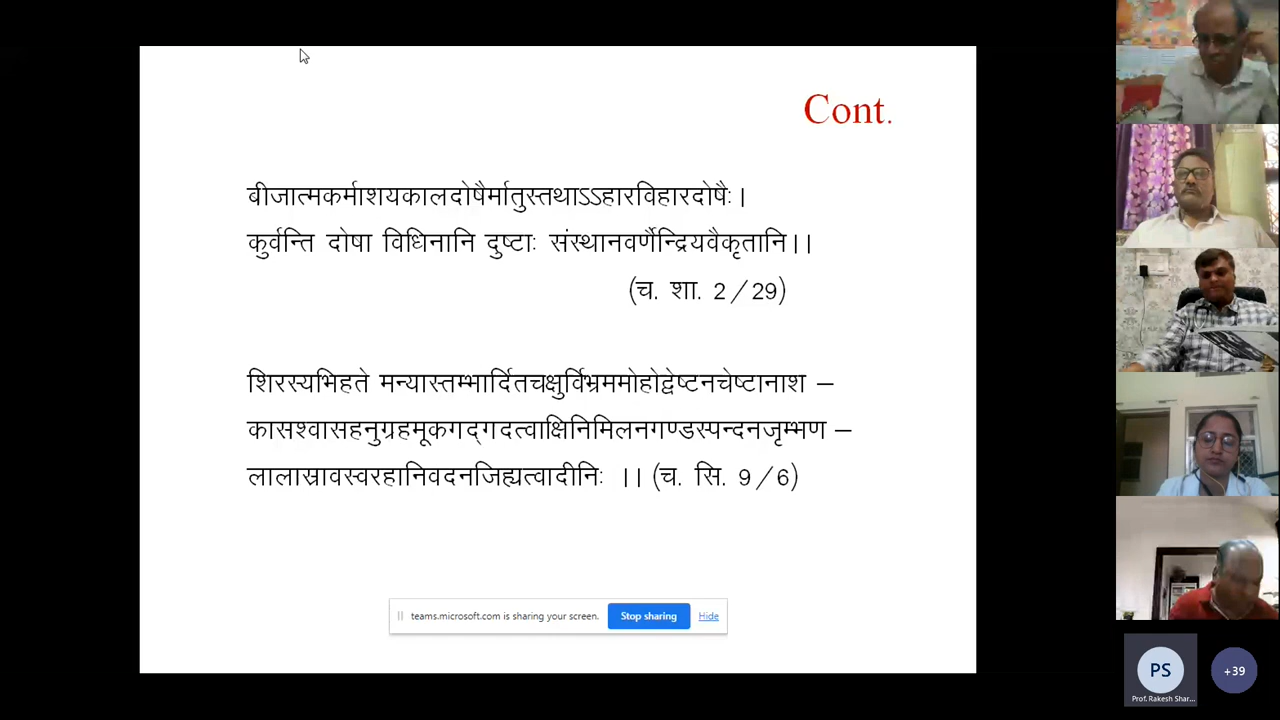 Cont.
बीजात्मकर्माशयकालदोषैर्मातुस्तथाऽऽहारविहारदोषैः।
कुर्वन्ति दोषा विधिनानि दुष्टाः संस्थानवर्णैन्द्रियवैकृतानि।।
(च. शा. 2/29)
शिरस्यभिहते मन्यास्तम्भार्दितचक्षुर्विभ्रममोहोद्वेष्टनचेष्टानाश –
कासश्वासहनुग्रहमूकगद्गदत्वाक्षिनिमिलनगण्डस्पन्दनजृम्भण –
लालास्रावस्वरहानिवदनजिह्यत्वादीनिः ।। (च. सि. 9/6)
teams.microsoft.com is sharing your screen. Stop sharing Hide
PS
Prof. Rakesh Shar...
+39